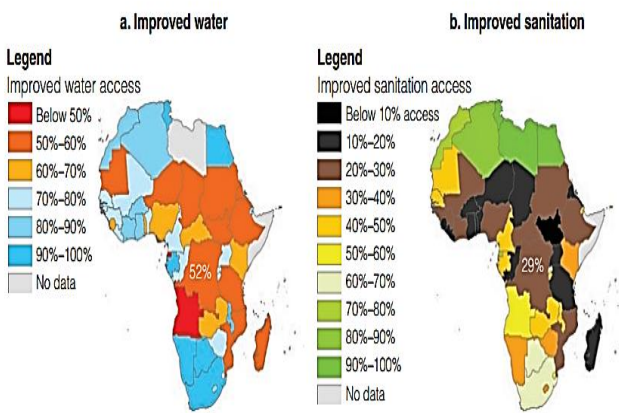 a. Improved water
Legend
Improved water access
Below 50%
50%–60%
60%–70%
70%–80%
80%–90%
90%–100%
No data
52%
b. Improved sanitation
Legend
Improved sanitation access
Below 10% access
10%–20%
20%–30%
30%–40%
40%–50%
50%–60%
60%–70%
70%–80%
80%–90%
90%–100%
No data
29%